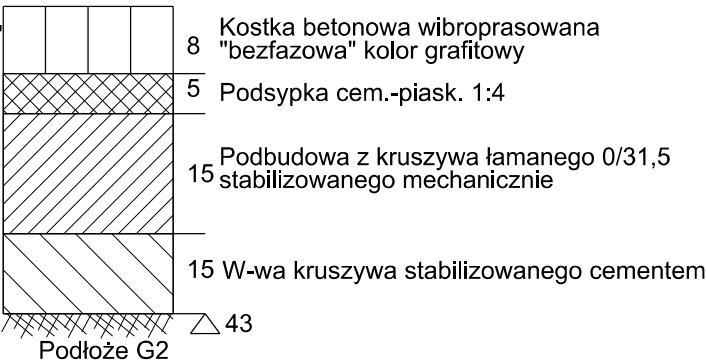 8 Kostka betonowa wibroprasowana
"bezfazowa" kolor grafitowy
5 Podsypka cem.-piask. 1:4
15 Podbudowa z kruszywa łamanego 0/31,5
stabilizowanego mechanicznie
15 W-wa kruszywa stabilizowanego cementem
43
Podłoże G2